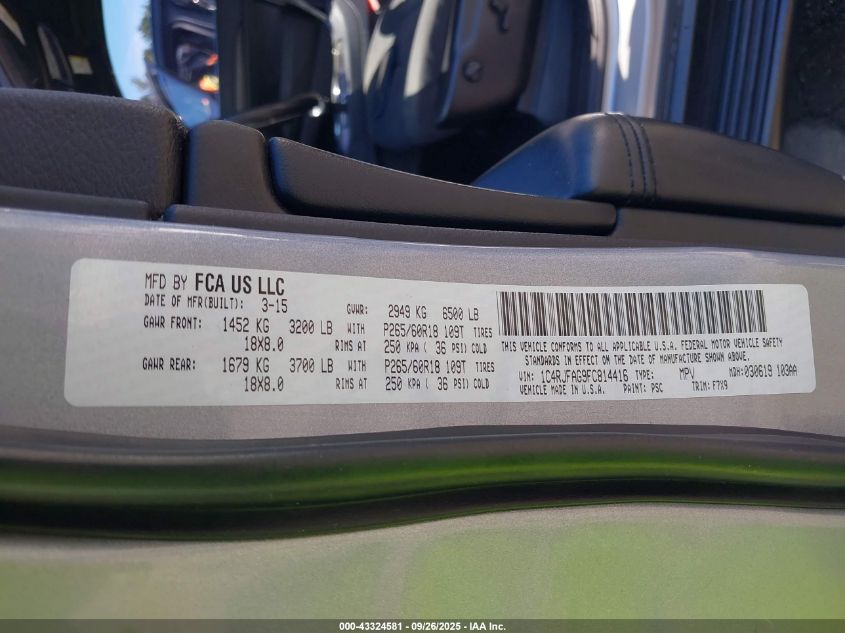 MFD BY FCA US LLC
DATE OF MFR(BUILT): 3-15 GVWR: 2949 KG 6500 LB
GAWR FRONT: 1452 KG 3200 LB WITH P265/60R18 109T TIRES
18X8.0 RIMS AT 250 KPA ( 36 PSI) COLD
GAWR REAR: 1679 KG 3700 LB WITH P265/60R18 109T TIRES
18X8.0 RIMS AT 250 KPA ( 36 PSI) COLD
THIS VEHICLE CONFORMS TO ALL APPLICABLE U.S.A. FEDERAL MOTOR VEHICLE SAFETY
STANDARDS IN EFFECT ON THE DATE OF MANUFACTURE SHOWN ABOVE.
VIN: 1C4RJFAG9FC814416 TYPE: MPV MDH: 030619 103AA
VEHICLE MADE IN U.S.A. PAINT: PSC TRIM: F7X9
000-43324581 - 09/26/2025 - IAA Inc.